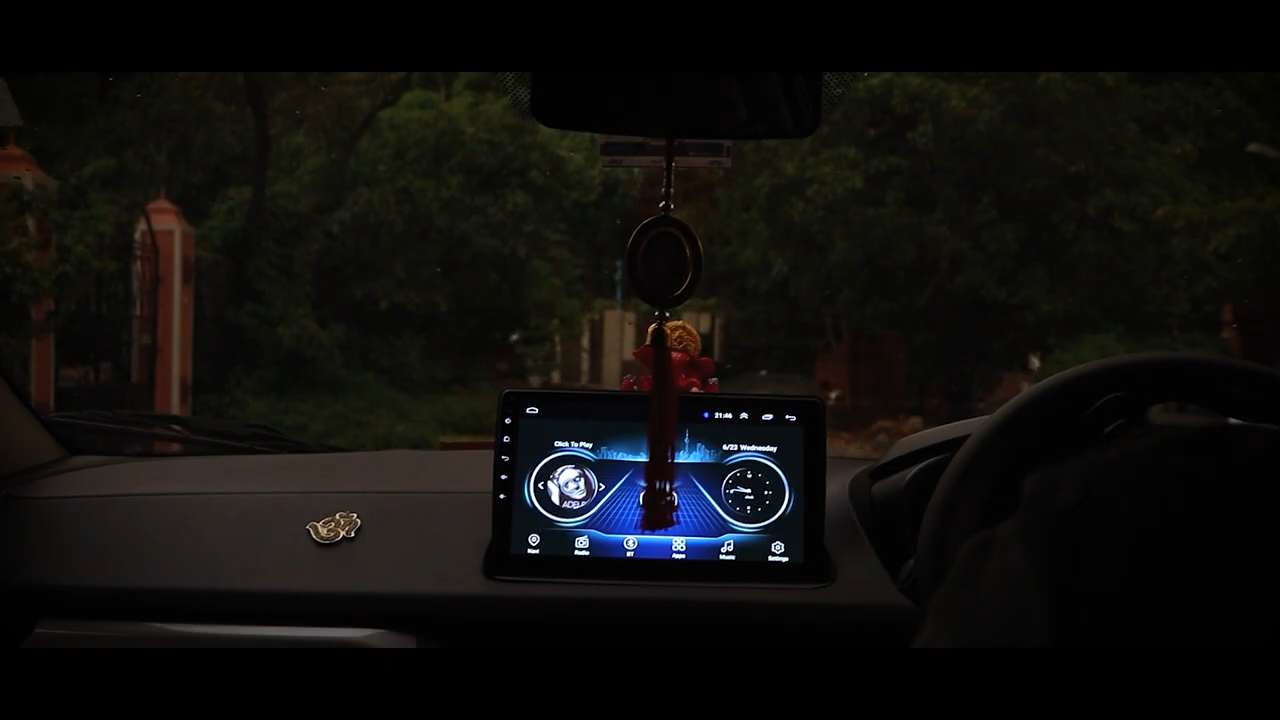 21:46
Click To Play
6/23 Wednesday
ADELE
Navi
Radio
BT
Apps
Music
Settings
ॐ